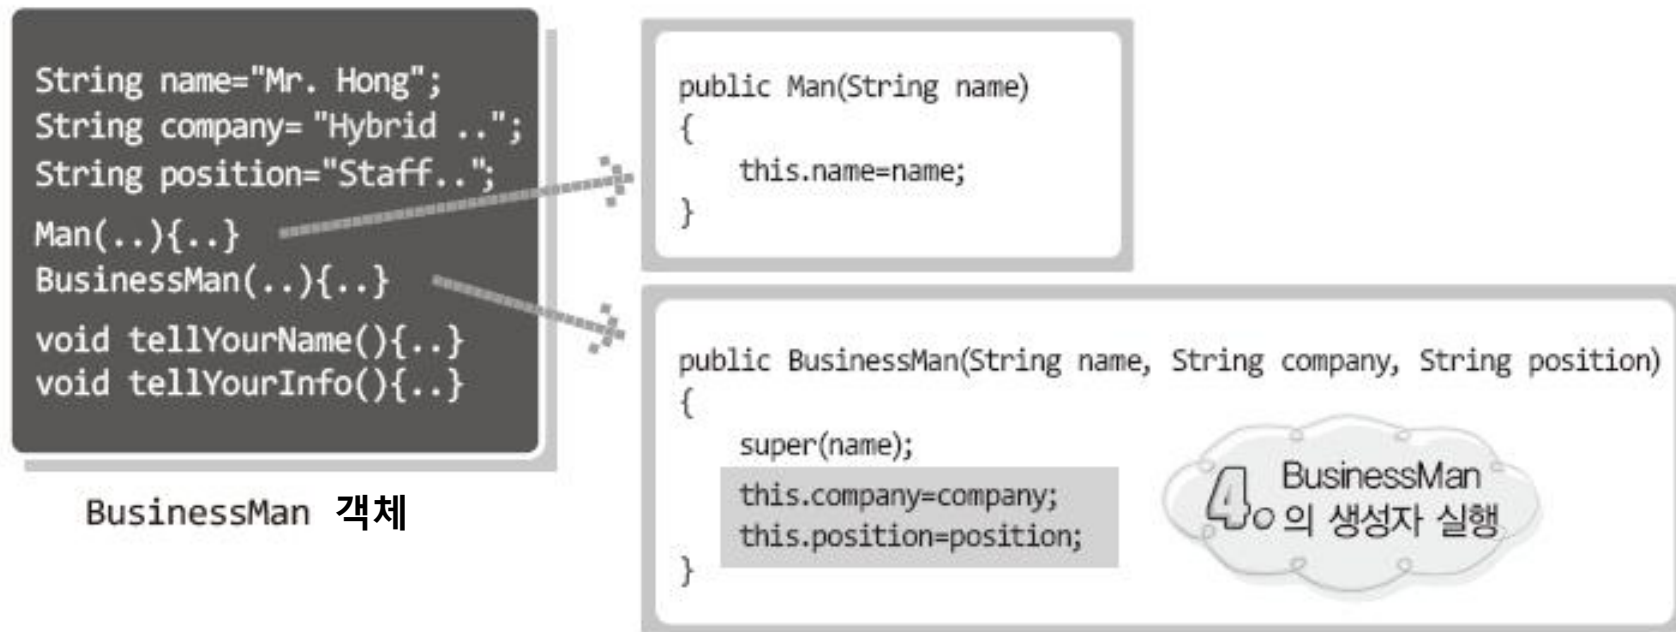 String name="Mr. Hong";
String company= "Hybrid ..";
String position="Staff..";
Man(..){..}
BusinessMan(..){..}
void tellYourName(){..}
void tellYourInfo(){..}
BusinessMan 객체
public Man(String name)
{
this.name=name;
}
public BusinessMan(String name, String company, String position)
{
super(name);
this.company=company;
this.position=position;
}
4. BusinessMan
의 생성자 실행